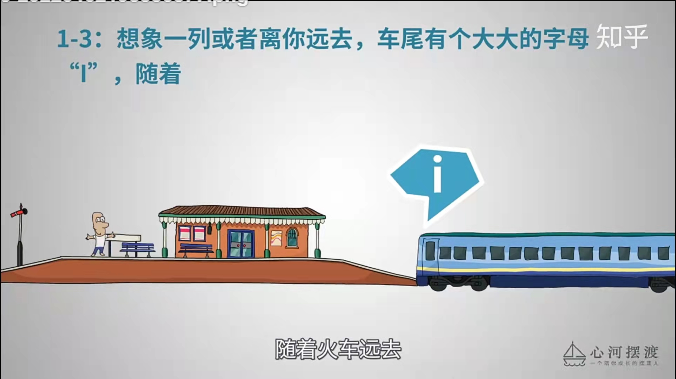 1-3：想象一列或者离你远去，车尾有个大大的字母
“I”，随着
知乎
i
随着火车远去
心河摆渡